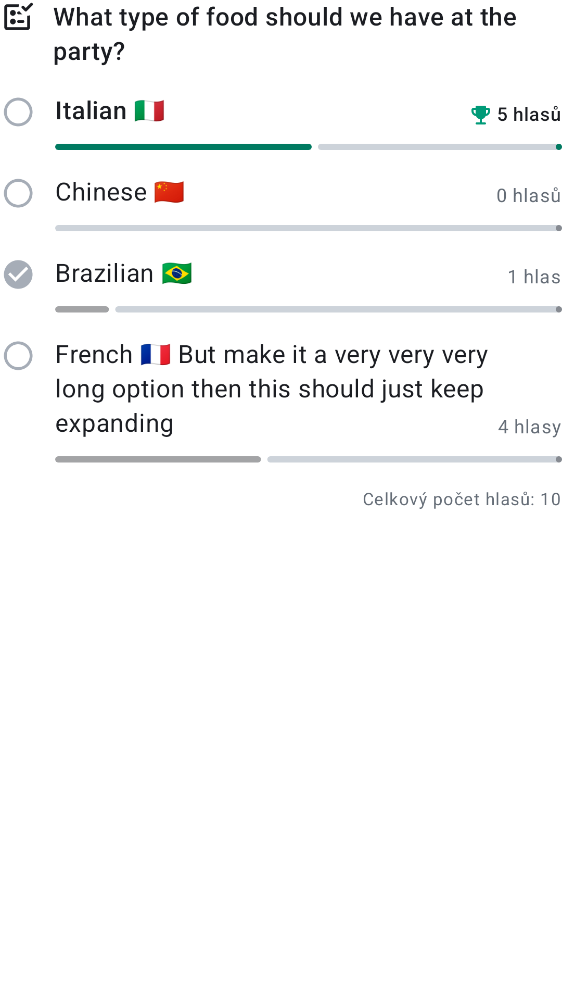 What type of food should we have at the
party?
Italian 🇮🇹 5 hlasů
Chinese 🇨🇳 0 hlasů
Brazilian 🇧🇷 1 hlas
French 🇫🇷 But make it a very very very
long option then this should just keep
expanding 4 hlasy
Celkový počet hlasů: 10